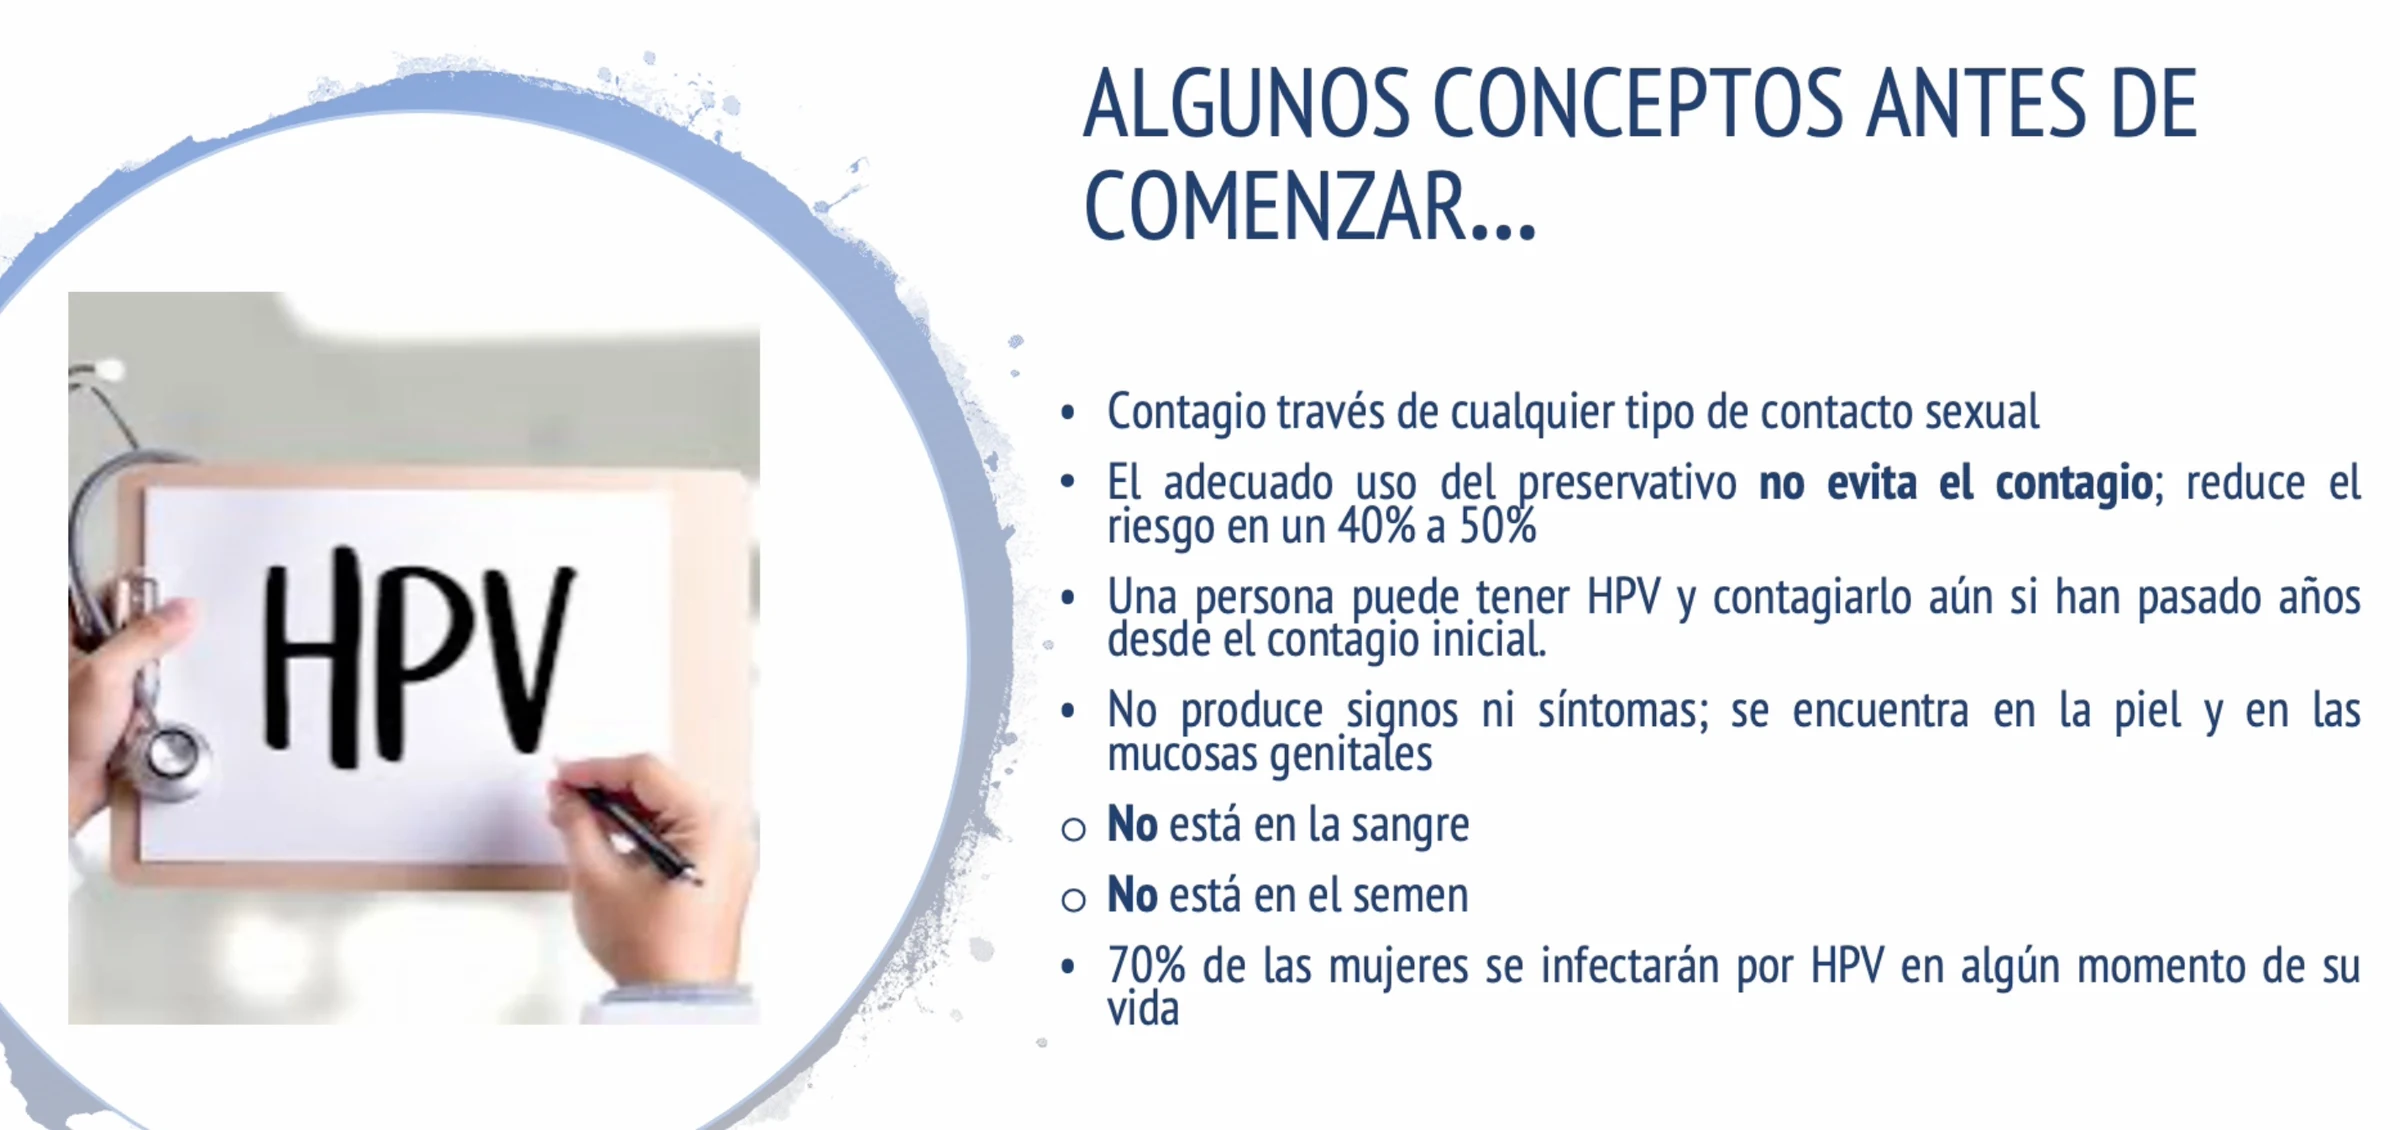 ALGUNOS CONCEPTOS ANTES DE
COMENZAR...
HPV
• Contagio través de cualquier tipo de contacto sexual
• El adecuado uso del preservativo no evita el contagio; reduce el
riesgo en un 40% a 50%
• Una persona puede tener HPV y contagiarlo aún si han pasado años
desde el contagio inicial.
• No produce signos ni síntomas; se encuentra en la piel y en las
mucosas genitales
○ No está en la sangre
○ No está en el semen
• 70% de las mujeres se infectarán por HPV en algún momento de su
vida